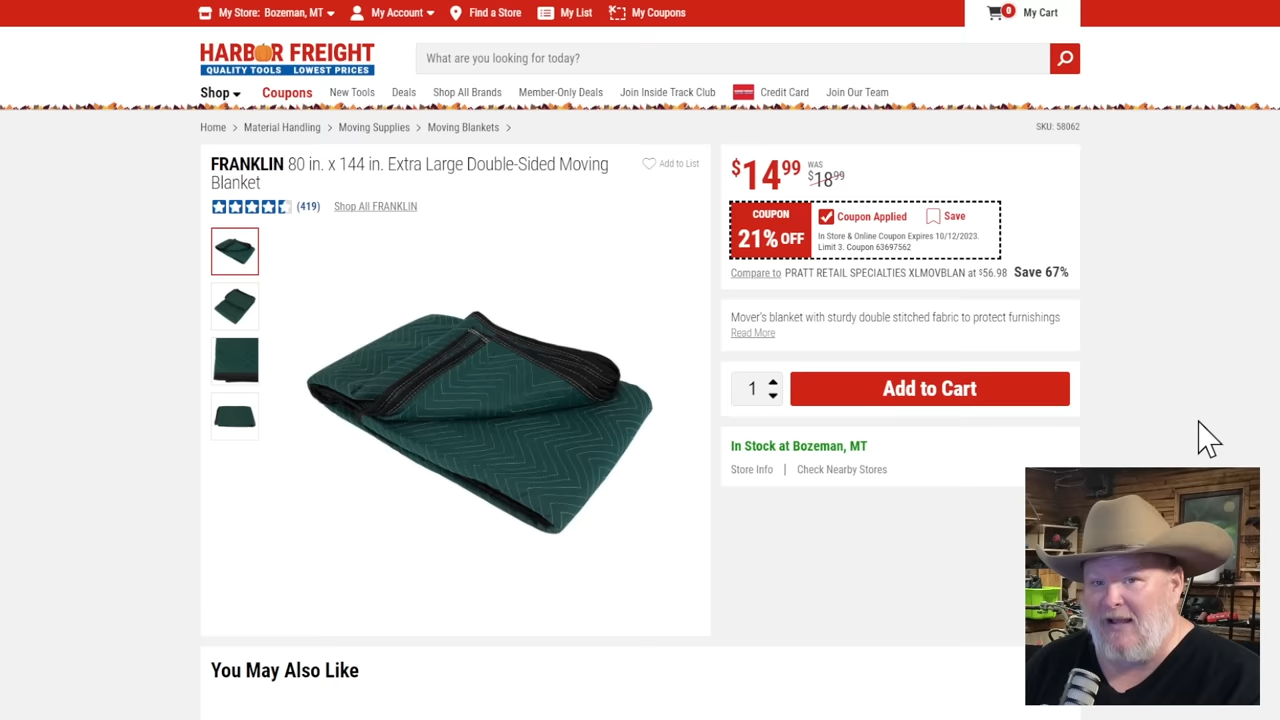 My Store: Bozeman, MT
My Account
Find a Store
My List
My Coupons
0
My Cart
HARBOR FREIGHT
QUALITY TOOLS LOWEST PRICES
What are you looking for today?
Shop
Coupons
New Tools
Deals
Shop All Brands
Member-Only Deals
Join Inside Track Club
Credit Card
Join Our Team
Home > Material Handling > Moving Supplies > Moving Blankets >
SKU: 58062
FRANKLIN 80 in. x 144 in. Extra Large Double-Sided Moving
Blanket
Add to List
(419)
Shop All FRANKLIN
$14.99
WAS
$18.99
COUPON
21% OFF
Coupon Applied
Save
In Store & Online Coupon Expires 10/12/2023.
Limit 3. Coupon 63697562
Compare to PRATT RETAIL SPECIALTIES XLMOVBLAN at $56.98 Save 67%
Mover's blanket with sturdy double stitched fabric to protect furnishings
Read More
1
Add to Cart
In Stock at Bozeman, MT
Store Info | Check Nearby Stores
You May Also Like